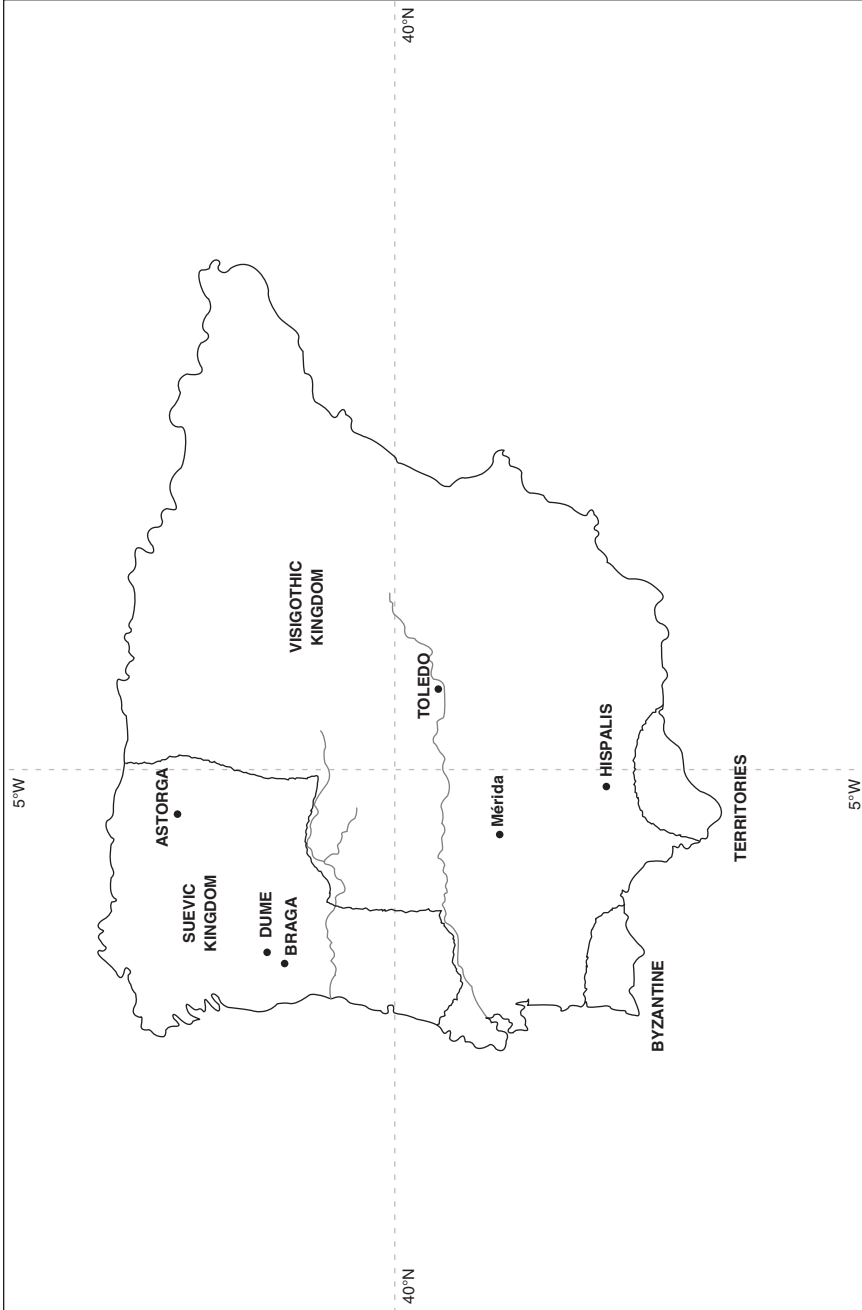 5°W
40°N
40°N
5°W
ASTORGA
SUEVIC
KINGDOM
DUME
BRAGA
VISIGOTHIC
KINGDOM
TOLEDO
Mérida
HISPALIS
BYZANTINE
TERRITORIES